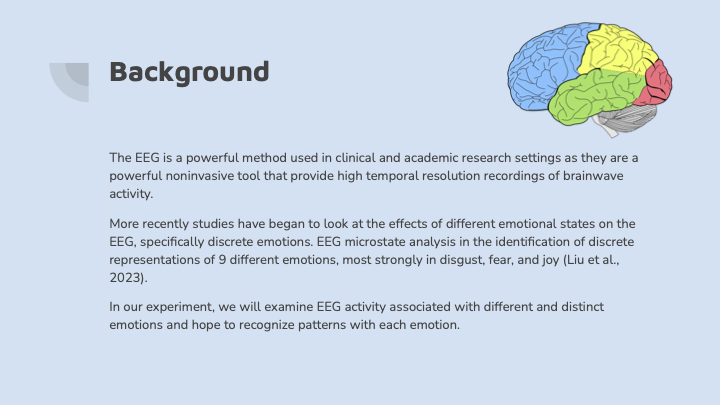 Background
The EEG is a powerful method used in clinical and academic research settings as they are a
powerful noninvasive tool that provide high temporal resolution recordings of brainwave
activity.
More recently studies have began to look at the effects of different emotional states on the
EEG, specifically discrete emotions. EEG microstate analysis in the identification of discrete
representations of 9 different emotions, most strongly in disgust, fear, and joy (Liu et al.,
2023).
In our experiment, we will examine EEG activity associated with different and distinct
emotions and hope to recognize patterns with each emotion.